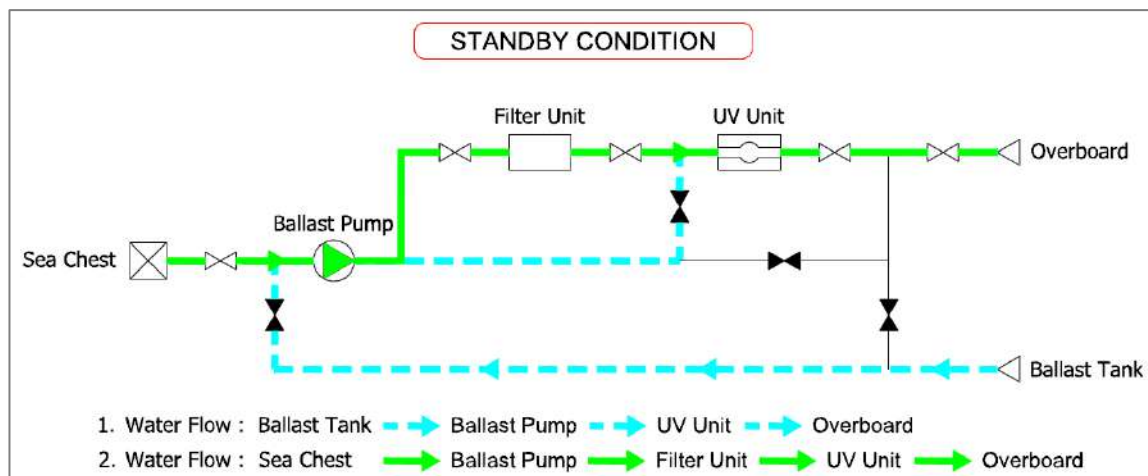 STANDBY CONDITION
Filter Unit
UV Unit
Overboard
Ballast Pump
Sea Chest
Ballast Tank
1. Water Flow : Ballast Tank Ballast Pump UV Unit Overboard
2. Water Flow : Sea Chest Ballast Pump Filter Unit UV Unit Overboard